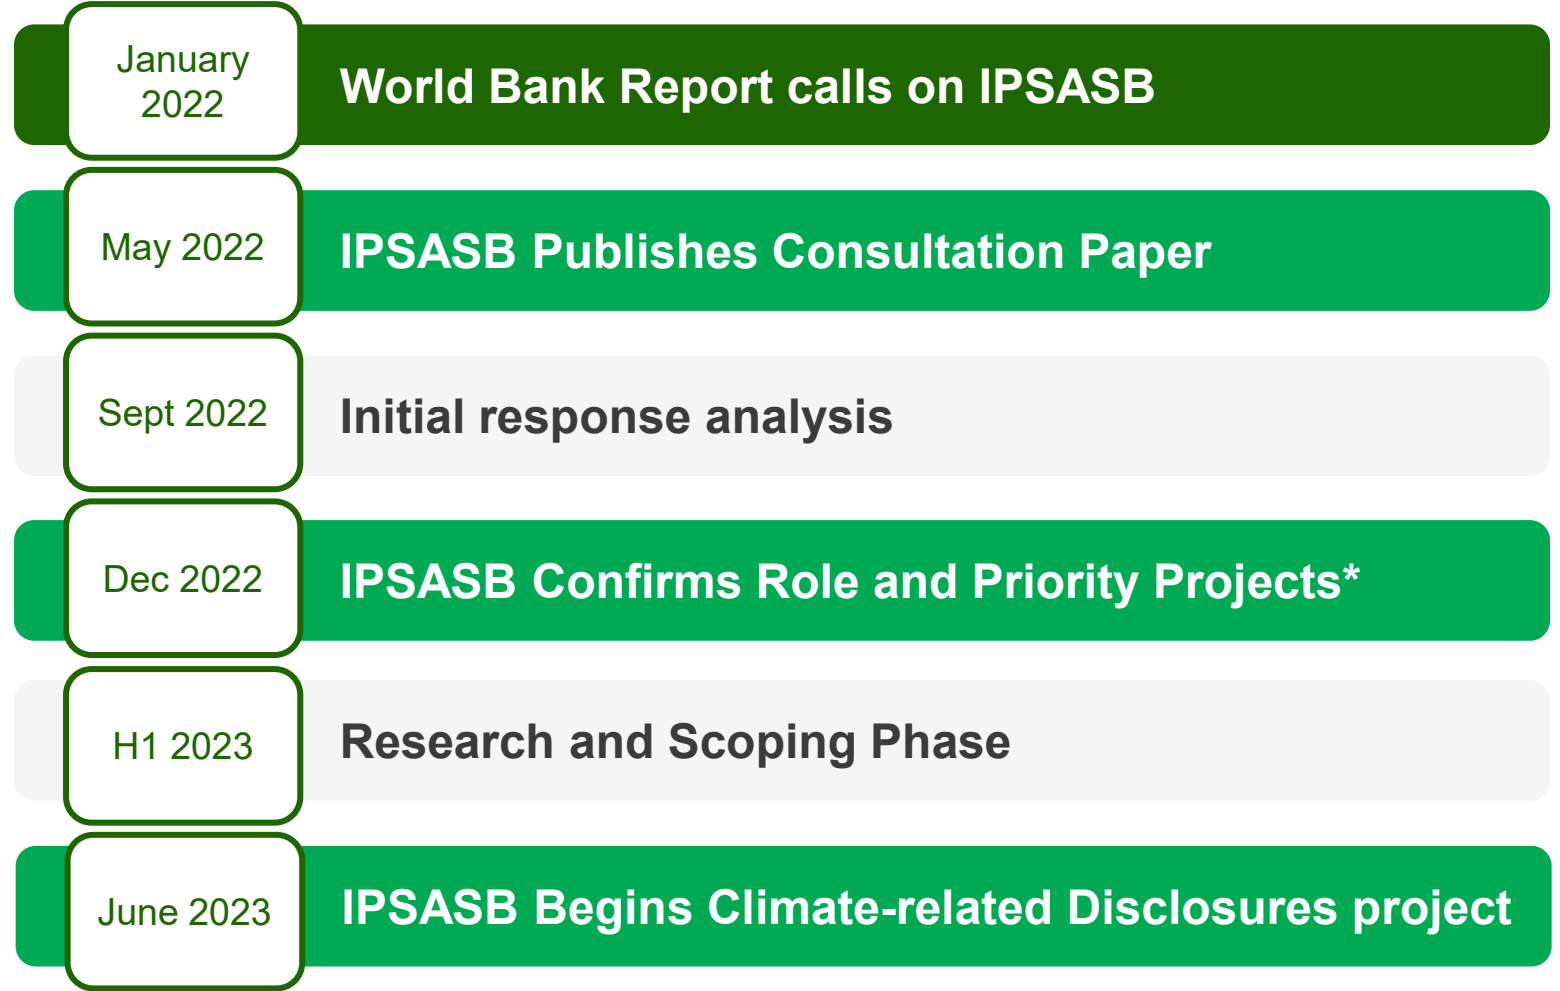 January
2022
World Bank Report calls on IPSASB
May 2022
IPSASB Publishes Consultation Paper
Sept 2022
Initial response analysis
Dec 2022
IPSASB Confirms Role and Priority Projects*
H1 2023
Research and Scoping Phase
June 2023
IPSASB Begins Climate-related Disclosures project